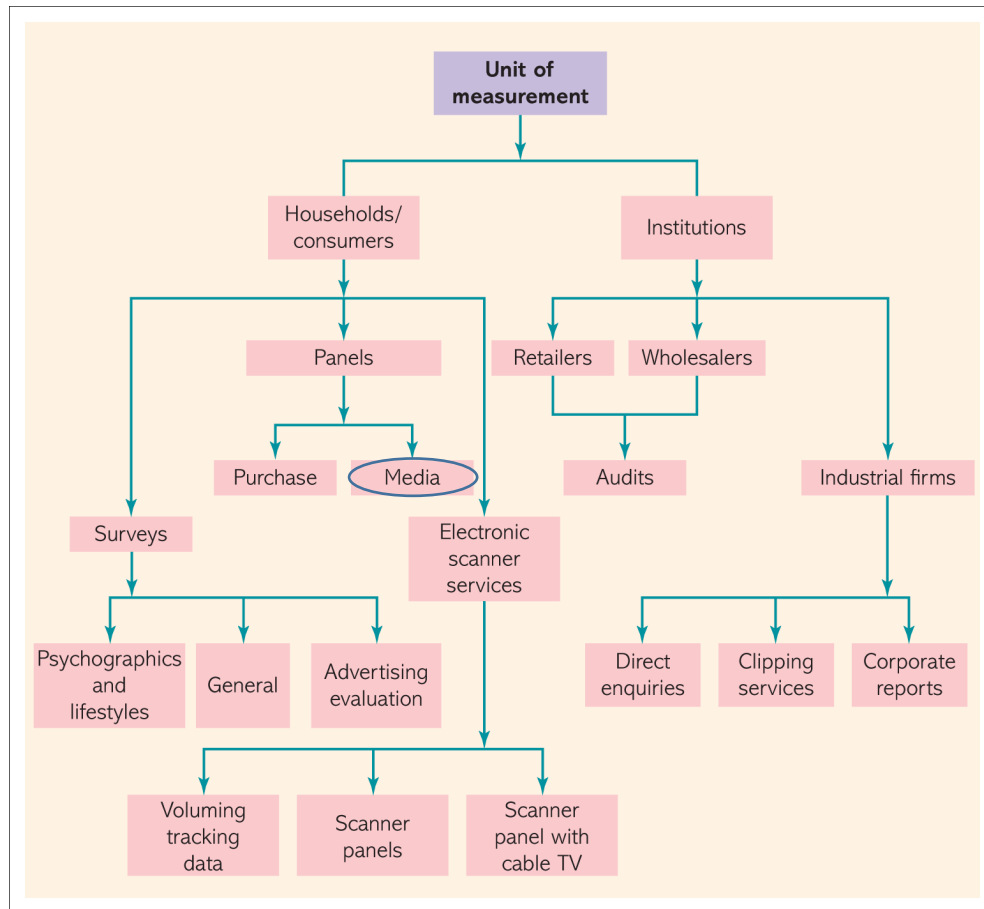 Unit of
measurement
Households/
consumers
Institutions
Panels
Retailers
Wholesalers
Purchase
Media
Audits
Industrial firms
Surveys
Electronic
scanner
services
Psychographics
and
lifestyles
General
Advertising
evaluation
Direct
enquiries
Clipping
services
Corporate
reports
Voluming
tracking
data
Scanner
panels
Scanner
panel with
cable TV